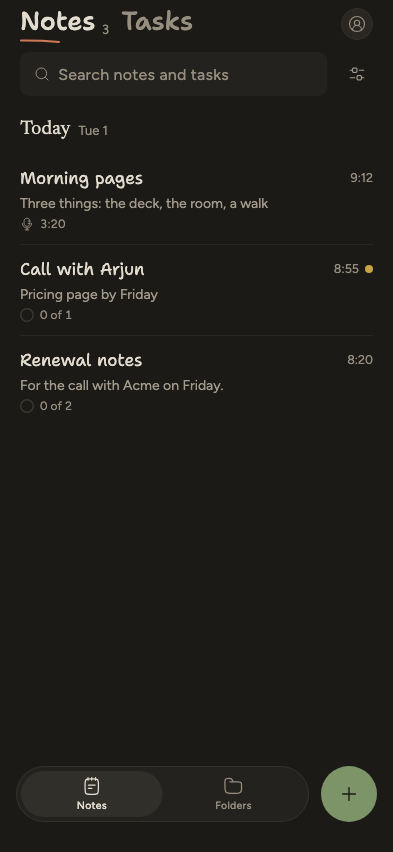 Notes 3 Tasks
Search notes and tasks
Today Tue 1
Morning pages 9:12
Three things: the deck, the room, a walk
3:20
Call with Arjun 8:55
Pricing page by Friday
0 of 1
Renewal notes 8:20
For the call with Acme on Friday.
0 of 2
Notes Folders